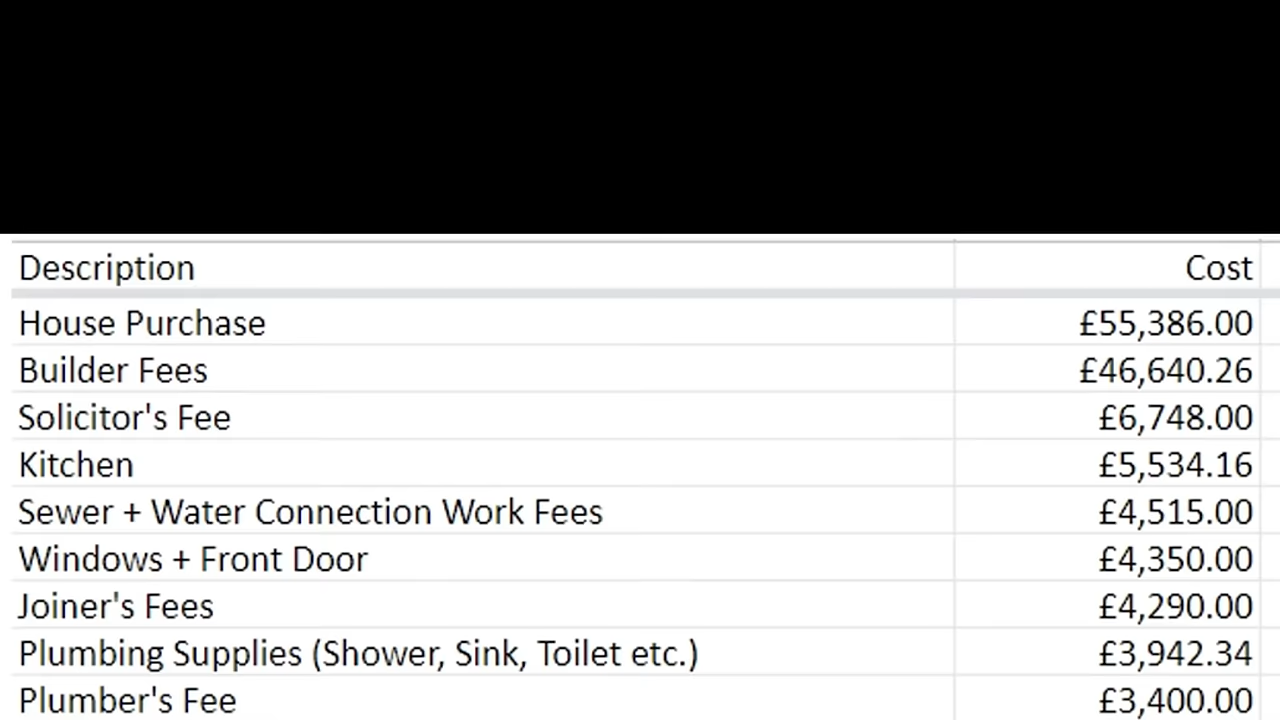 Description Cost
House Purchase £55,386.00
Builder Fees £46,640.26
Solicitor's Fee £6,748.00
Kitchen £5,534.16
Sewer + Water Connection Work Fees £4,515.00
Windows + Front Door £4,350.00
Joiner's Fees £4,290.00
Plumbing Supplies (Shower, Sink, Toilet etc.) £3,942.34
Plumber's Fee £3,400.00